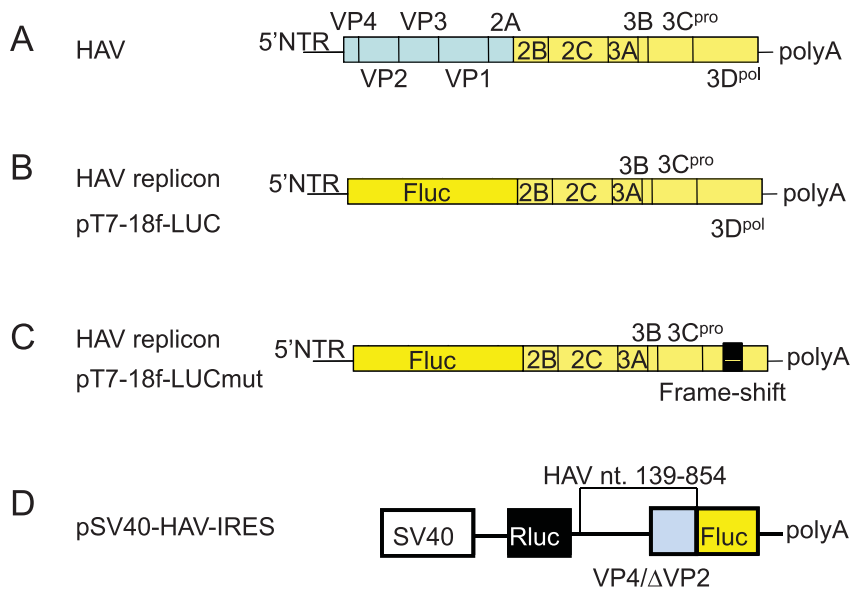 A
HAV
5'NTR
VP4 VP3 2A 3B 3Cpro
2B 2C 3A
VP2 VP1 3Dpol
polyA
B
HAV replicon
pT7-18f-LUC
5'NTR
3B 3Cpro
Fluc 2B 2C 3A
3Dpol
polyA
C
HAV replicon
pT7-18f-LUCmut
5'NTR
3B 3Cpro
Fluc 2B 2C 3A
Frame-shift
polyA
D
pSV40-HAV-IRES
HAV nt. 139-854
SV40 Rluc Fluc polyA
VP4/ΔVP2